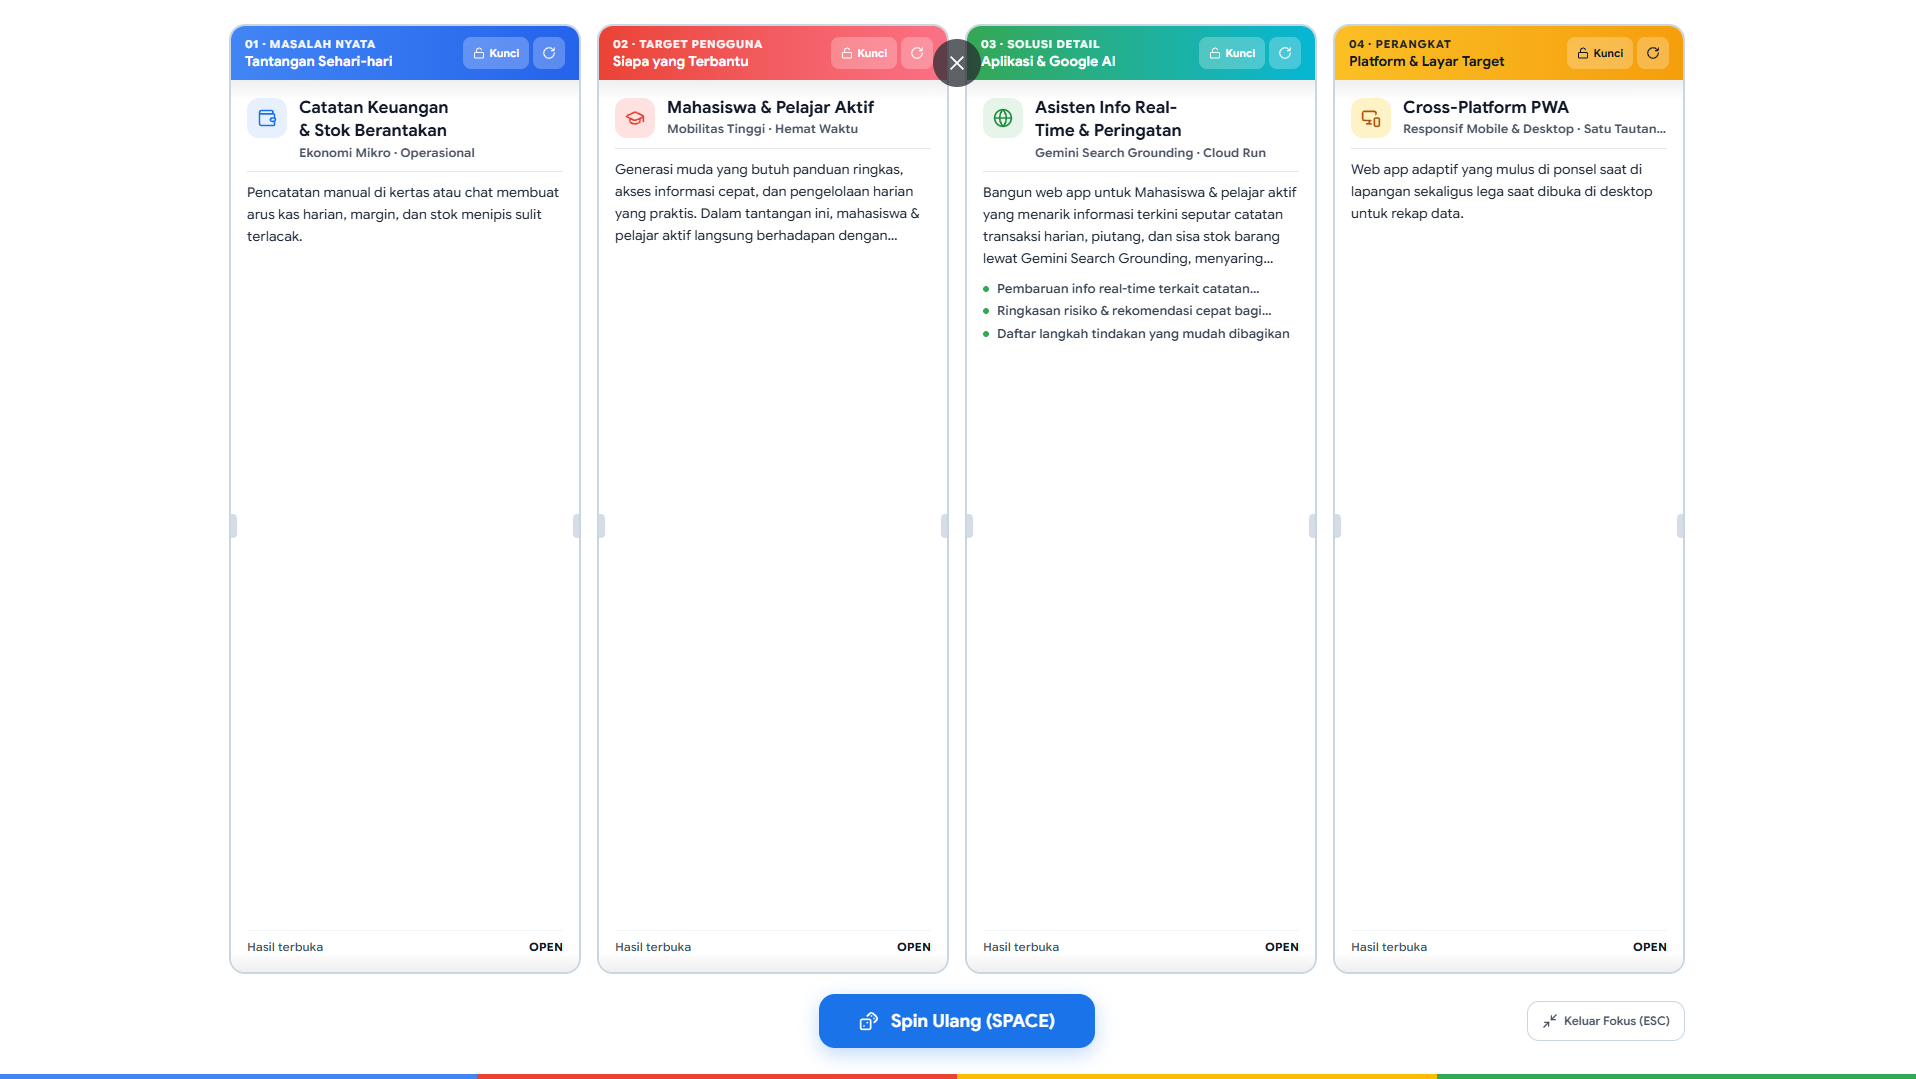 01 · MASALAH NYATA
Tantangan Sehari-hari
Kunci
Catatan Keuangan
& Stok Berantakan
Ekonomi Mikro · Operasional
Pencatatan manual di kertas atau chat membuat
arus kas harian, margin, dan stok menipis sulit
terlacak.
Hasil terbuka
OPEN
02 · TARGET PENGGUNA
Siapa yang Terbantu
Kunci
Mahasiswa & Pelajar Aktif
Mobilitas Tinggi · Hemat Waktu
Generasi muda yang butuh panduan ringkas,
akses informasi cepat, dan pengelolaan harian
yang praktis. Dalam tantangan ini, mahasiswa &
pelajar aktif langsung berhadapan dengan...
Hasil terbuka
OPEN
03 · SOLUSI DETAIL
Aplikasi & Google AI
Kunci
Asisten Info Real-
Time & Peringatan
Gemini Search Grounding · Cloud Run
Bangun web app untuk Mahasiswa & pelajar aktif
yang menarik informasi terkini seputar catatan
transaksi harian, piutang, dan sisa stok barang
lewat Gemini Search Grounding, menyaring...
Pembaruan info real-time terkait catatan...
Ringkasan risiko & rekomendasi cepat bagi...
Daftar langkah tindakan yang mudah dibagikan
Hasil terbuka
OPEN
04 · PERANGKAT
Platform & Layar Target
Kunci
Cross-Platform PWA
Responsif Mobile & Desktop · Satu Tautan...
Web app adaptif yang mulus di ponsel saat di
lapangan sekaligus lega saat dibuka di desktop
untuk rekap data.
Hasil terbuka
OPEN
Spin Ulang (SPACE)
Keluar Fokus (ESC)